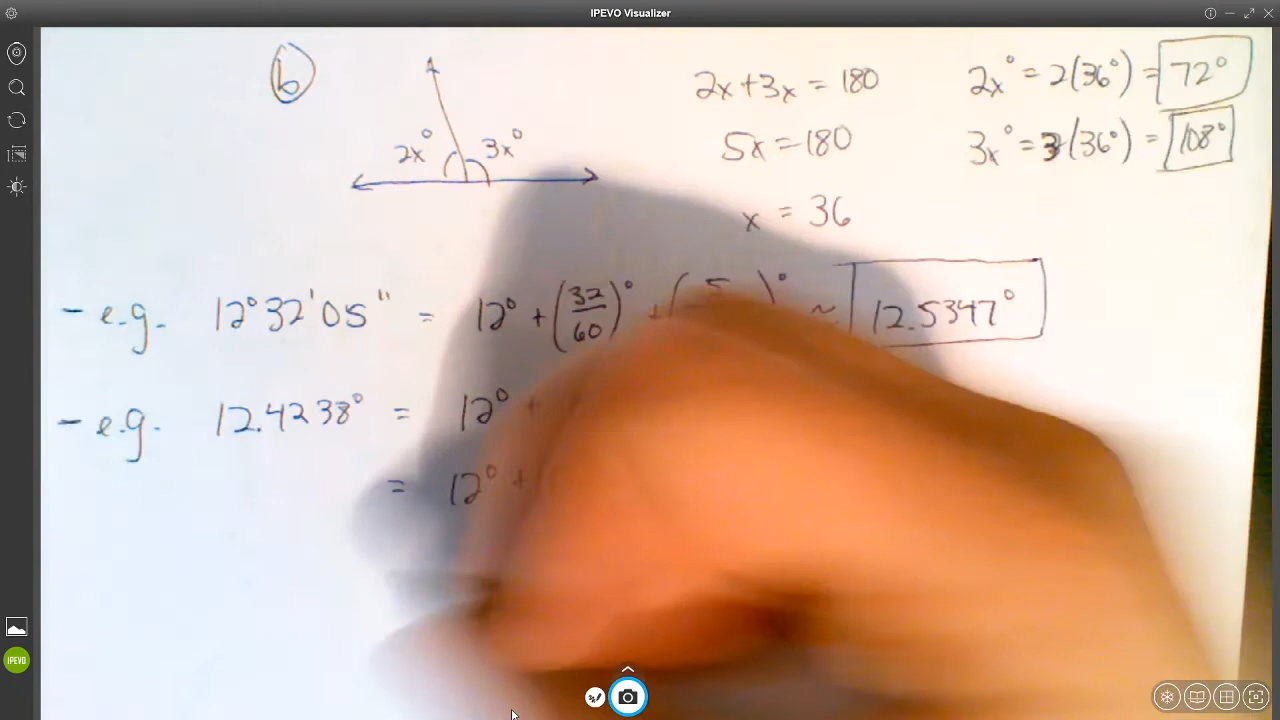 IPEVO Visualizer
b
2x° 3x°
2x+3x = 180
5x = 180
x = 36
2x° = 2(36°) = 72°
3x° = 3(36°) = 108°
- e.g. 12°32'05" = 12° + (32/60)° + ( 5 )° ≈ 12.5347°
- e.g. 12.4238° = 12° +
= 12° + (
IPEVO